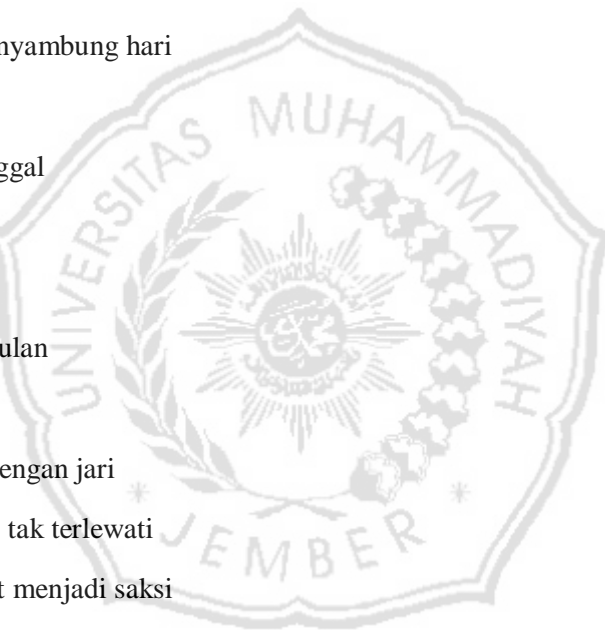 nyambung hari
UNIVERSITAS MUHAMMADIYAH
ggal
ulan
engan jari
tak terlewati
JEMBER
t menjadi saksi